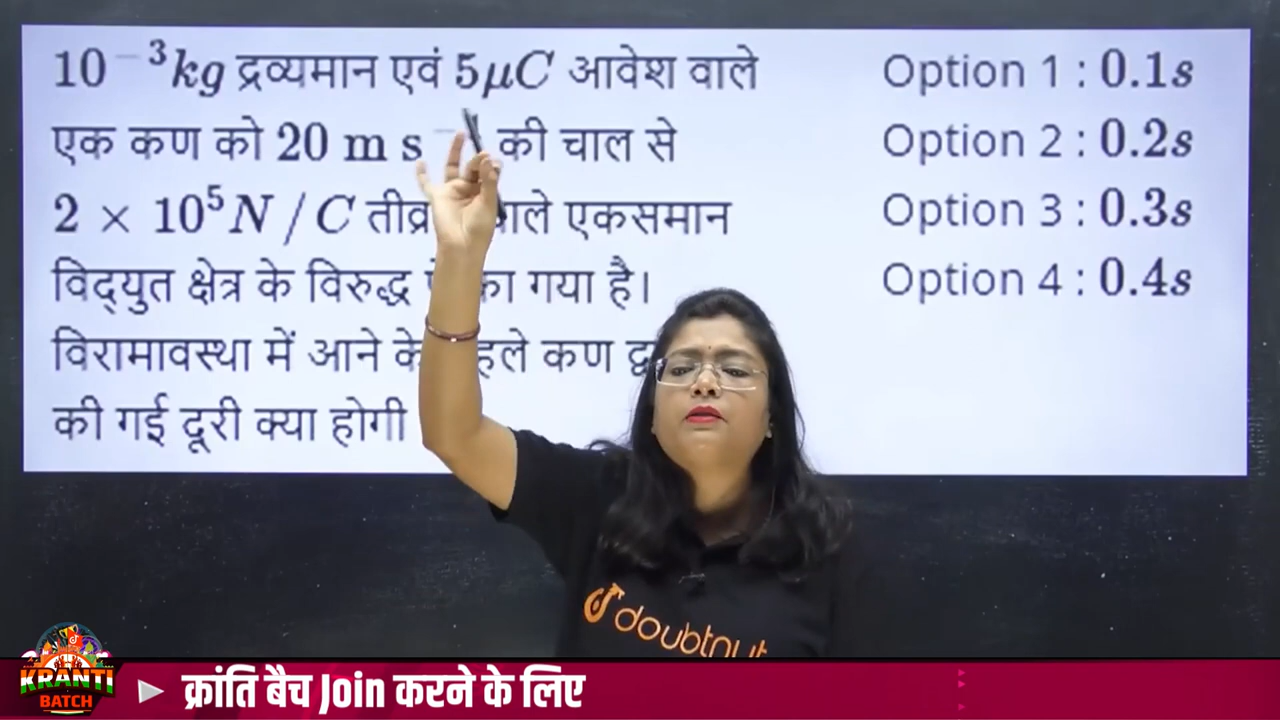 10⁻³kg द्रव्यमान एवं 5μC आवेश वाले
एक कण को 20 m s की चाल से
2 × 10⁵N / C वाले एकसमान
विद्युत क्षेत्र के विरुद्ध गया है।
विरामावस्था में आने के कण
की गई दूरी क्या होगी
Option 1 : 0.1s
Option 2 : 0.2s
Option 3 : 0.3s
Option 4 : 0.4s
doubtnut
KRANTI
BATCH
क्रांति बैच Join करने के लिए